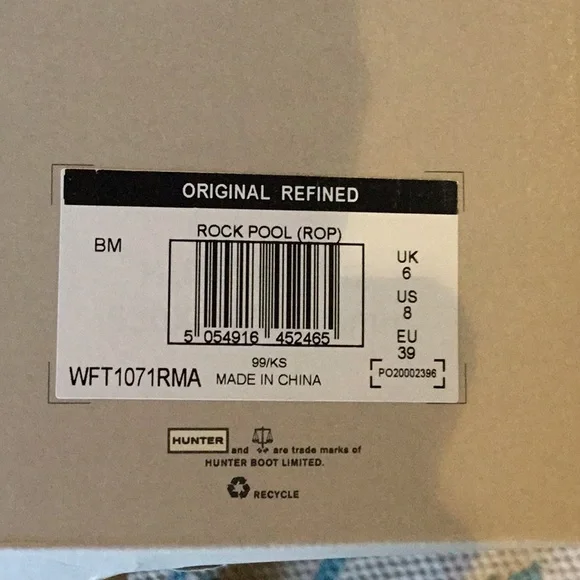 ORIGINAL REFINED
ROCK POOL (ROP)
BM
UK
6
US
8
EU
39
5 054916 452465
99/KS
WFT1071RMA MADE IN CHINA
PO20002396
HUNTER and are trade marks of
HUNTER BOOT LIMITED.
RECYCLE